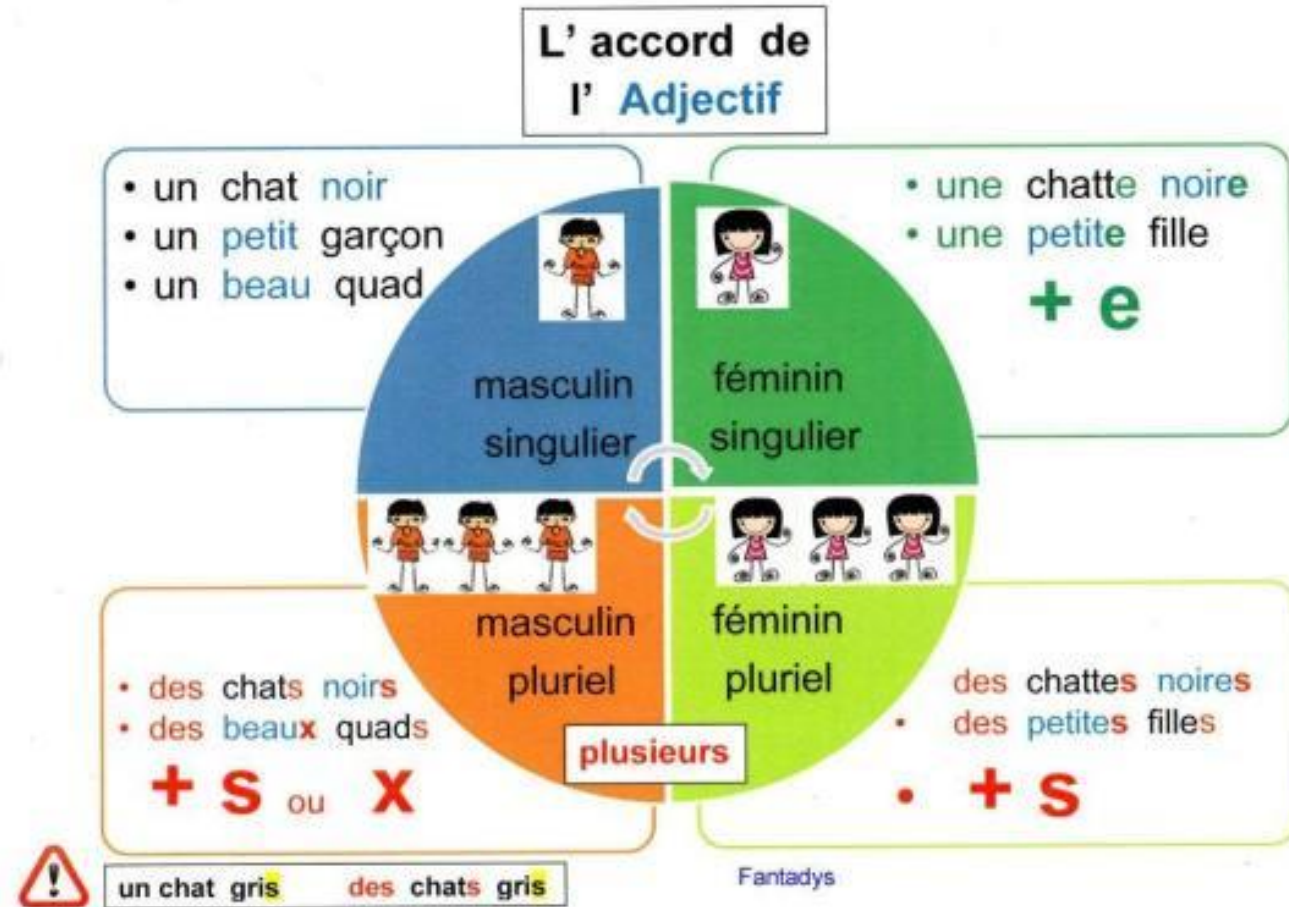 L' accord de
l' Adjectif
• un chat noir
• un petit garçon
• un beau quad
• une chatte noire
• une petite fille
+ e
masculin
singulier
féminin
singulier
masculin
pluriel
féminin
pluriel
• des chats noirs
• des beaux quads
+ s ou x
plusieurs
des chattes noires
• des petites filles
• + s
! un chat gris des chats gris
Fantadys